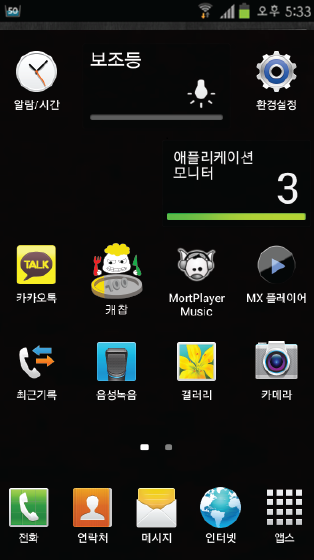 50
오후 5:33
보조등
알람/시간
환경설정
애플리케이션
모니터
3
TALK
100
카카오톡
캐참
MortPlayer
Music
MX 플레이어
최근기록
음성녹음
갤러리
카메라
전화
연락처
메시지
인터넷
앱스